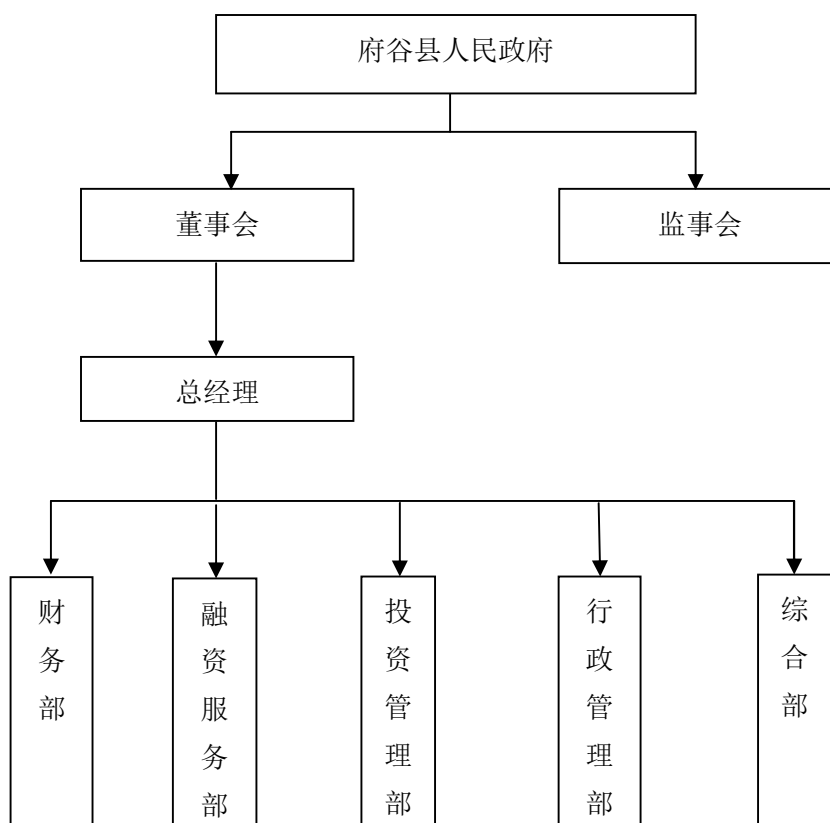 府谷县人民政府
董事会
监事会
总经理
财务部
融资服务部
投资管理部
行政管理部
综合部